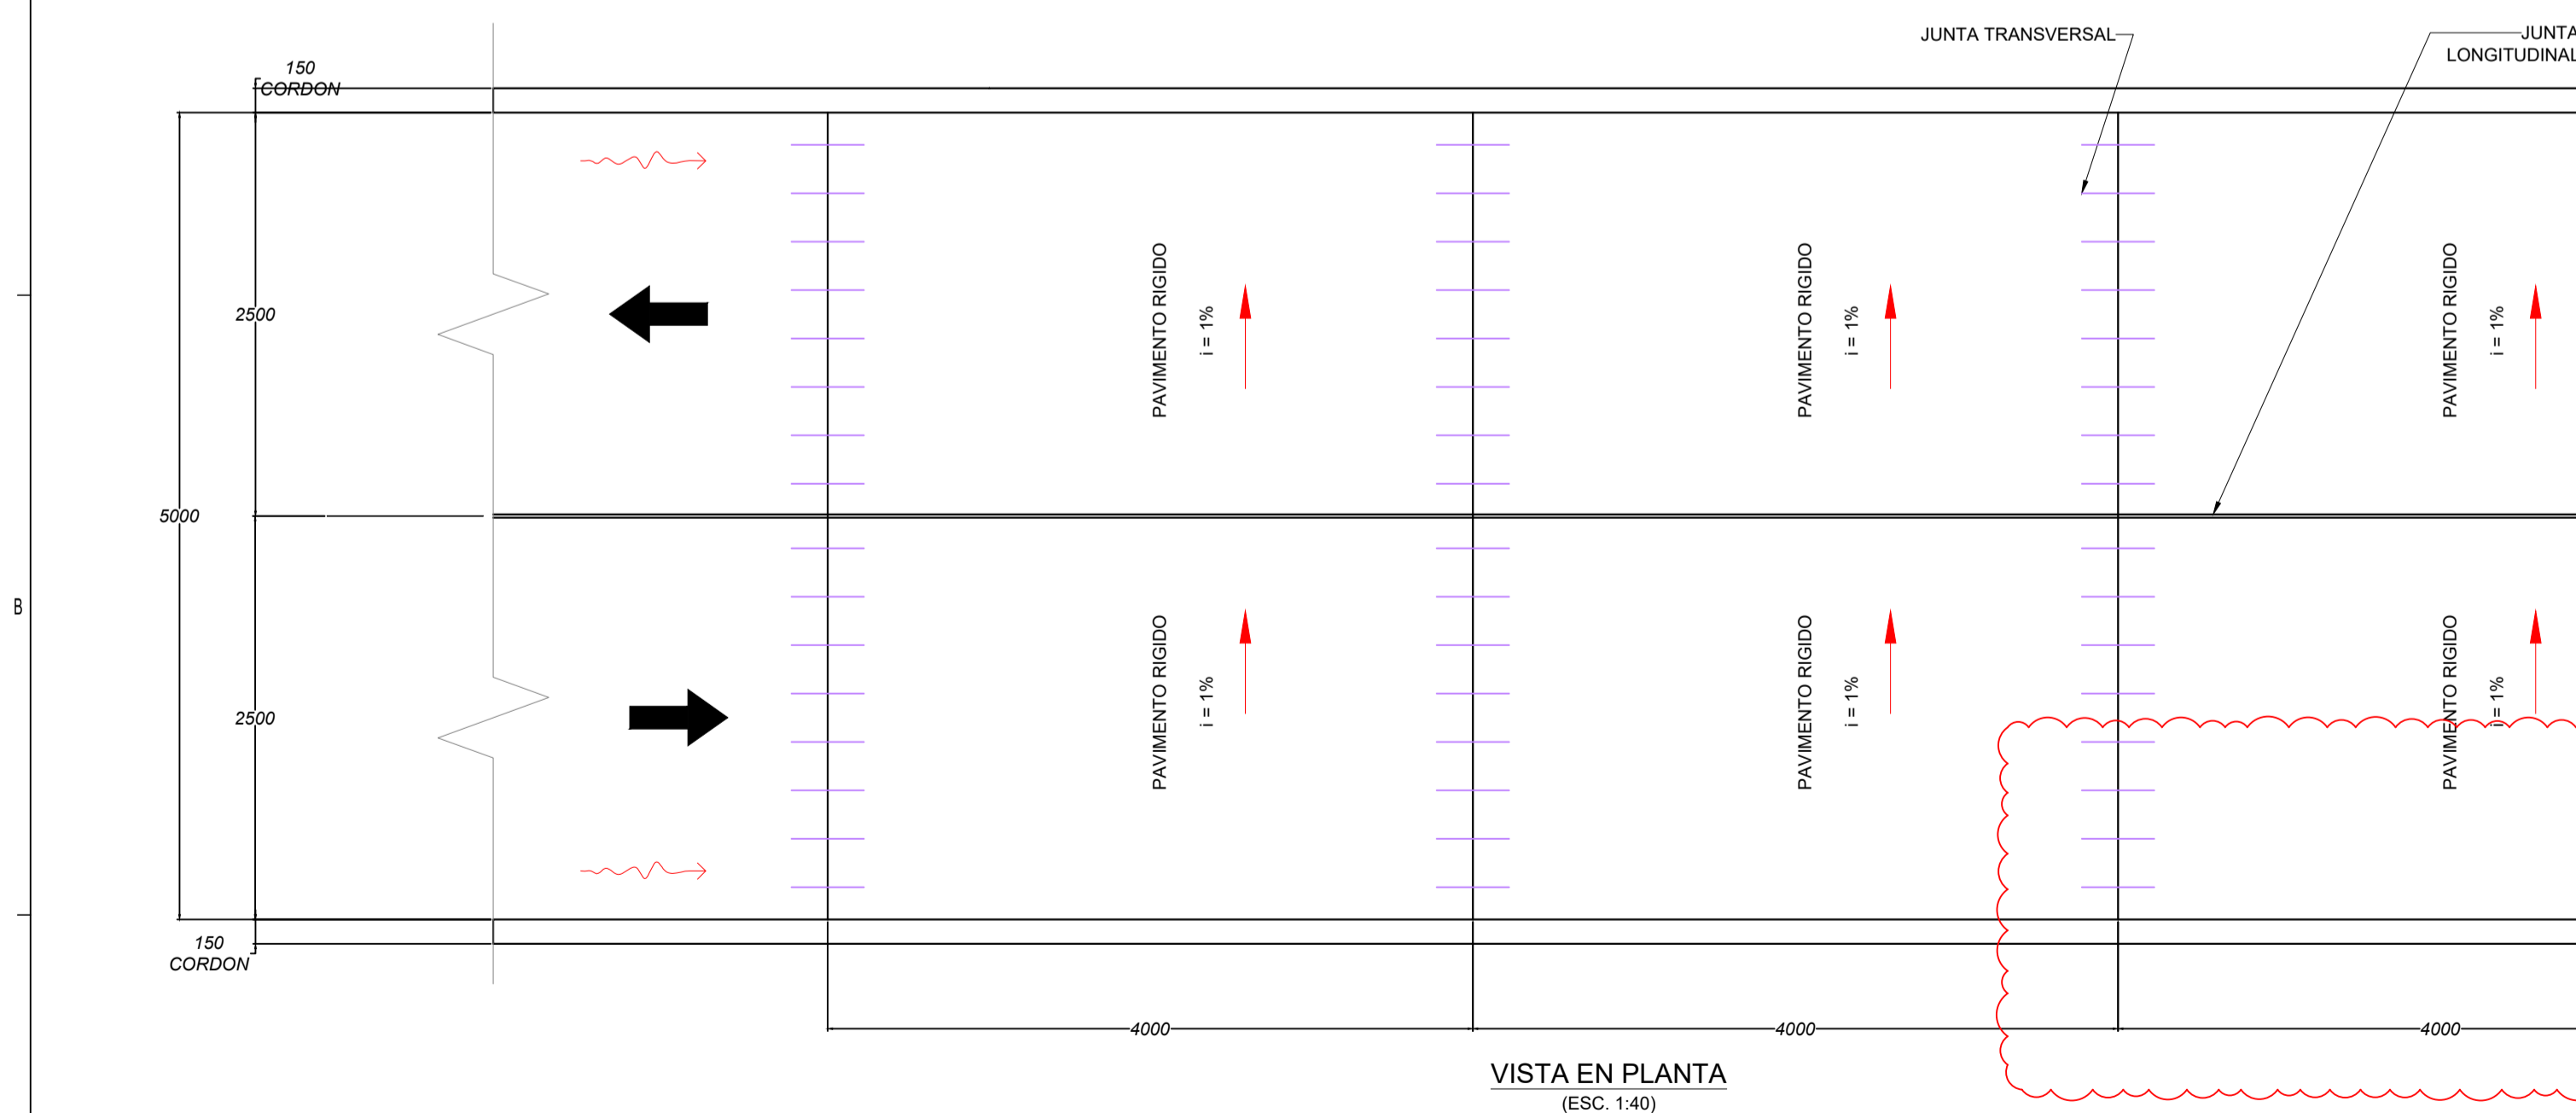 JUNTA TRANSVERSAL
JUNTA
LONGITUDINAL
150
CORDON
PAVIMENTO RIGIDO
i = 1%
PAVIMENTO RIGIDO
i = 1%
PAVIMENTO RIGIDO
i = 1%
2500
5000
B
PAVIMENTO RIGIDO
i = 1%
PAVIMENTO RIGIDO
i = 1%
PAVIMENTO RIGIDO
i = 1%
2500
150
CORDON
4000
4000
4000
VISTA EN PLANTA
(ESC. 1:40)